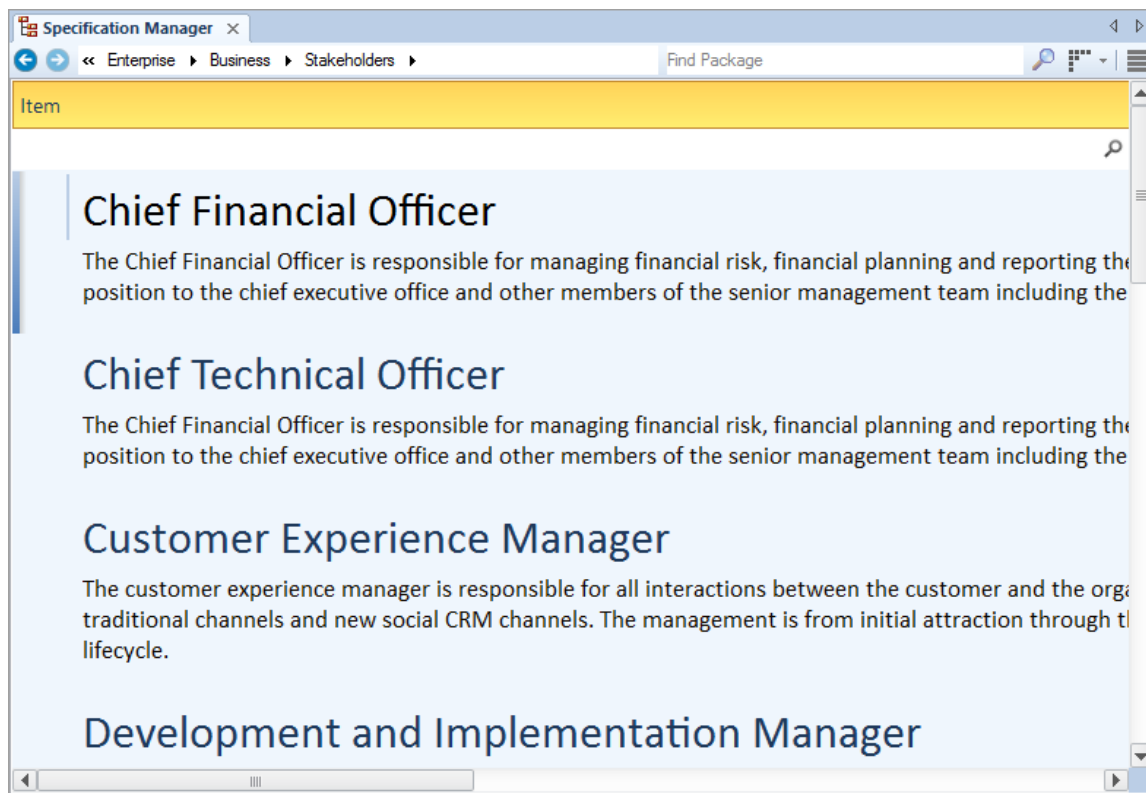 Specification Manager
« Enterprise Business Stakeholders Find Package
Item
Chief Financial Officer
The Chief Financial Officer is responsible for managing financial risk, financial planning and reporting the
position to the chief executive office and other members of the senior management team including the
Chief Technical Officer
The Chief Financial Officer is responsible for managing financial risk, financial planning and reporting the
position to the chief executive office and other members of the senior management team including the
Customer Experience Manager
The customer experience manager is responsible for all interactions between the customer and the
traditional channels and new social CRM channels. The management is from initial attraction through
lifecycle.
Development and Implementation Manager